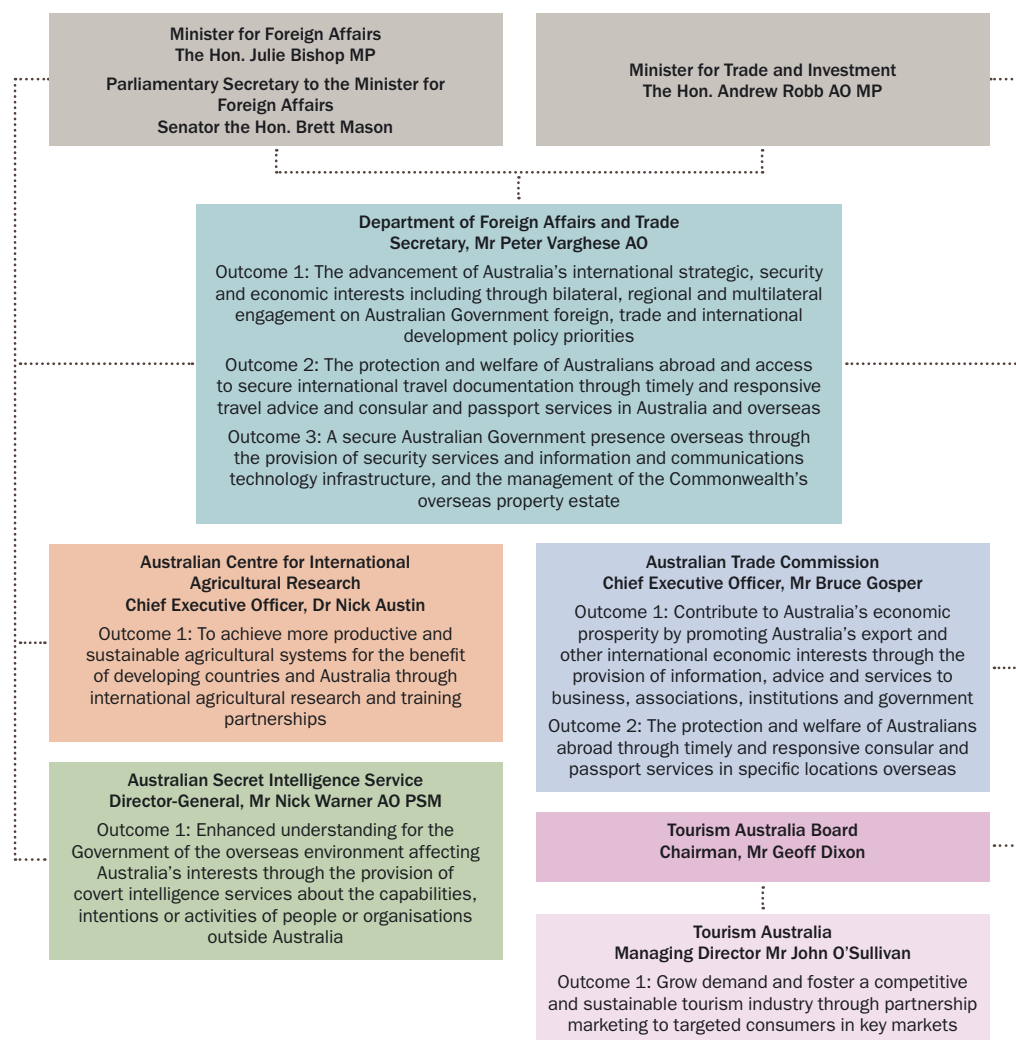 Minister for Foreign Affairs
The Hon. Julie Bishop MP
Parliamentary Secretary to the Minister for
Foreign Affairs
Senator the Hon. Brett Mason
Minister for Trade and Investment
The Hon. Andrew Robb AO MP
Department of Foreign Affairs and Trade
Secretary, Mr Peter Varghese AO
Outcome 1: The advancement of Australia’s international strategic, security
and economic interests including through bilateral, regional and multilateral
engagement on Australian Government foreign, trade and international
development policy priorities
Outcome 2: The protection and welfare of Australians abroad and access
to secure international travel documentation through timely and responsive
travel advice and consular and passport services in Australia and overseas
Outcome 3: A secure Australian Government presence overseas through
the provision of security services and information and communications
technology infrastructure, and the management of the Commonwealth’s
overseas property estate
Australian Centre for International
Agricultural Research
Chief Executive Officer, Dr Nick Austin
Outcome 1: To achieve more productive and
sustainable agricultural systems for the benefit
of developing countries and Australia through
international agricultural research and training
partnerships
Australian Secret Intelligence Service
Director-General, Mr Nick Warner AO PSM
Outcome 1: Enhanced understanding for the
Government of the overseas environment affecting
Australia’s interests through the provision of
covert intelligence services about the capabilities,
intentions or activities of people or organisations
outside Australia
Australian Trade Commission
Chief Executive Officer, Mr Bruce Gosper
Outcome 1: Contribute to Australia’s economic
prosperity by promoting Australia’s export and
other international economic interests through the
provision of information, advice and services to
business, associations, institutions and government
Outcome 2: The protection and welfare of Australians
abroad through timely and responsive consular and
passport services in specific locations overseas
Tourism Australia Board
Chairman, Mr Geoff Dixon
Tourism Australia
Managing Director Mr John O’Sullivan
Outcome 1: Grow demand and foster a competitive
and sustainable tourism industry through partnership
marketing to targeted consumers in key markets